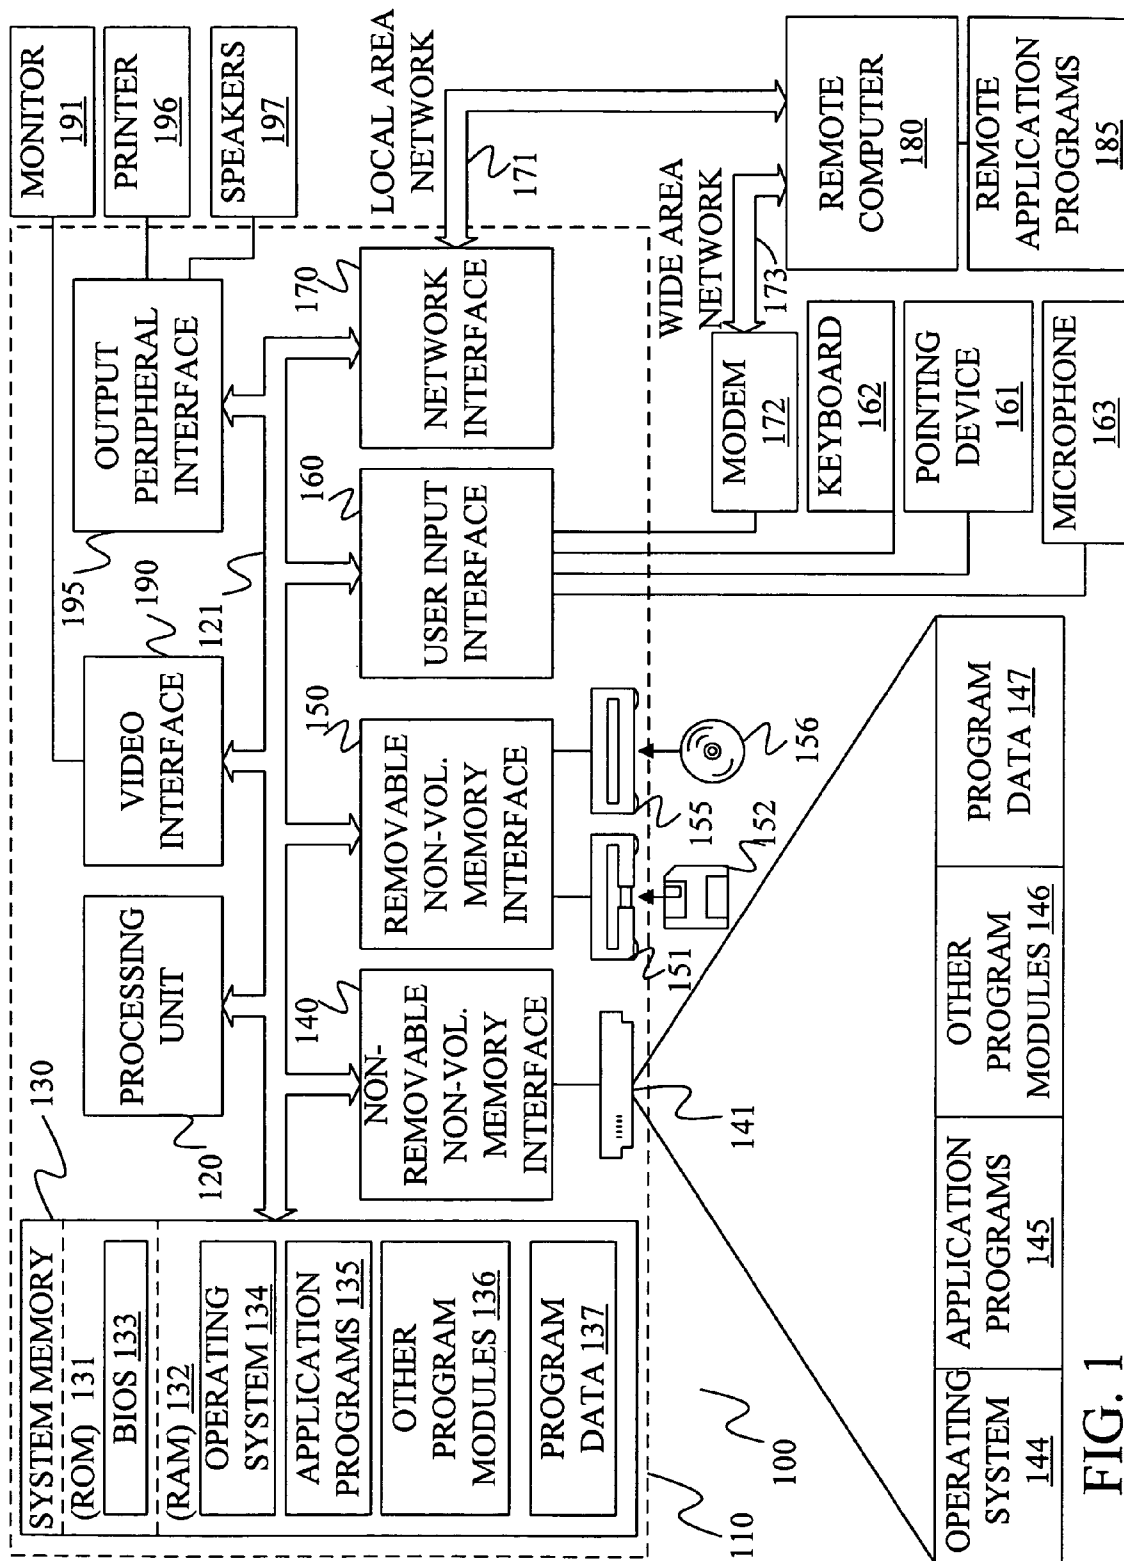 SYSTEM MEMORY
(ROM) 131
BIOS 133
(RAM) 132
OPERATING
SYSTEM 134
APPLICATION
PROGRAMS 135
OTHER
PROGRAM
MODULES 136
PROGRAM
DATA 137
130
120
PROCESSING
UNIT
VIDEO
INTERFACE
190
121
195
OUTPUT
PERIPHERAL
INTERFACE
MONITOR
191
PRINTER
196
SPEAKERS
197
140
NON-
REMOVABLE
NON-VOL.
MEMORY
INTERFACE
150
REMOVABLE
NON-VOL.
MEMORY
INTERFACE
160
USER INPUT
INTERFACE
170
NETWORK
INTERFACE
LOCAL AREA
NETWORK
171
WIDE AREA
NETWORK
173
141
151
152
155
156
MODEM
172
KEYBOARD
162
POINTING
DEVICE
161
MICROPHONE
163
REMOTE
COMPUTER
180
REMOTE
APPLICATION
PROGRAMS
185
110
100
OPERATING
SYSTEM
144
APPLICATION
PROGRAMS
145
OTHER
PROGRAM
MODULES 146
PROGRAM
DATA 147
FIG. 1